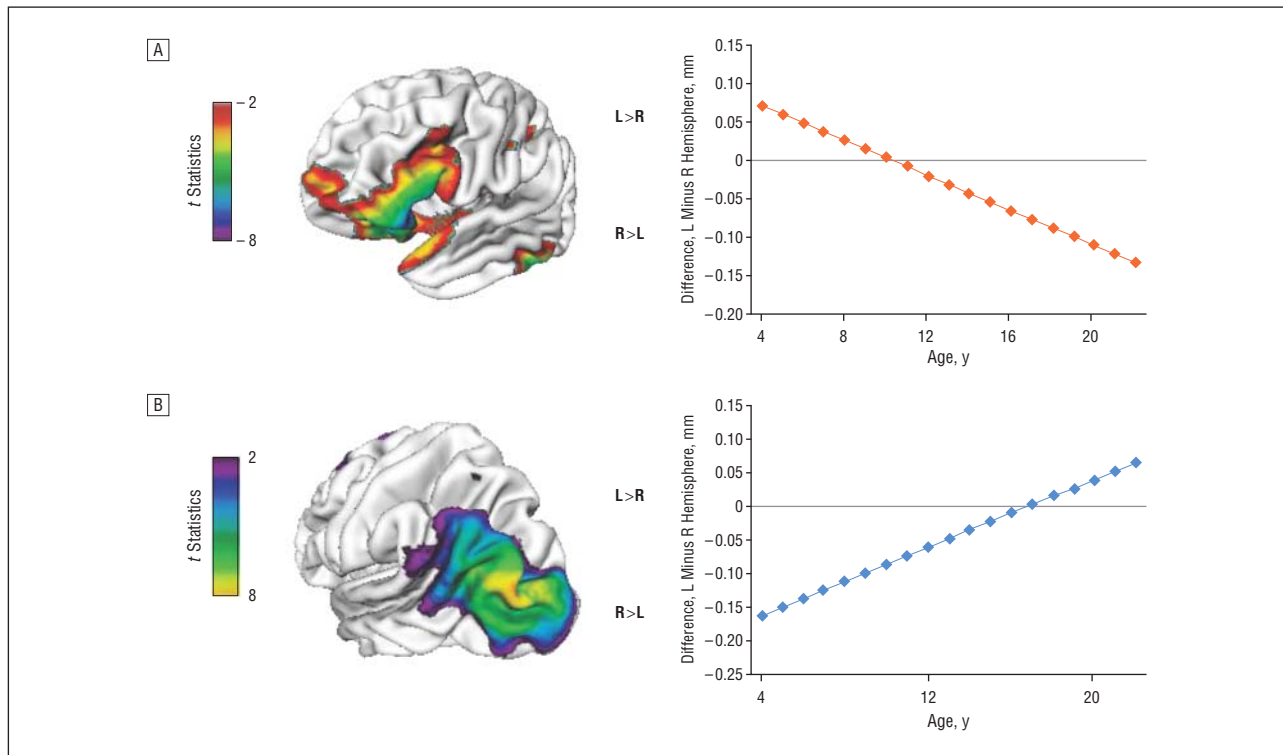 A
−2
t Statistics
−8
L>R
R>L
Difference, L Minus R Hemisphere, mm
0.15
0.10
0.05
0
−0.05
−0.10
−0.15
−0.20
4 8 12 16 20
Age, y
B
2
t Statistics
8
L>R
R>L
Difference, L Minus R Hemisphere, mm
0.15
0.10
0.05
0
−0.05
−0.10
−0.15
−0.20
−0.25
4 12 20
Age, y